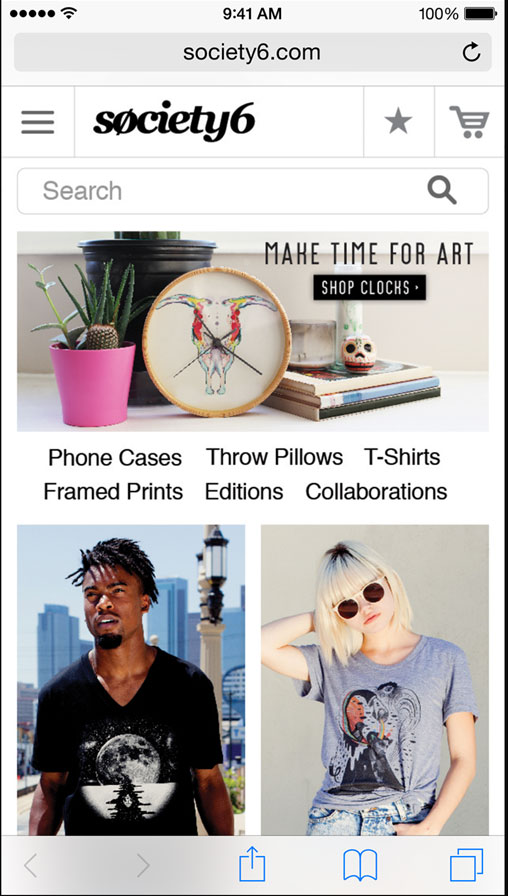 9:41 AM 100%
society6.com
søciety6
Search
MAKE TIME FOR ART
SHOP CLOCHS ›
Phone Cases Throw Pillows T-Shirts
Framed Prints Editions Collaborations